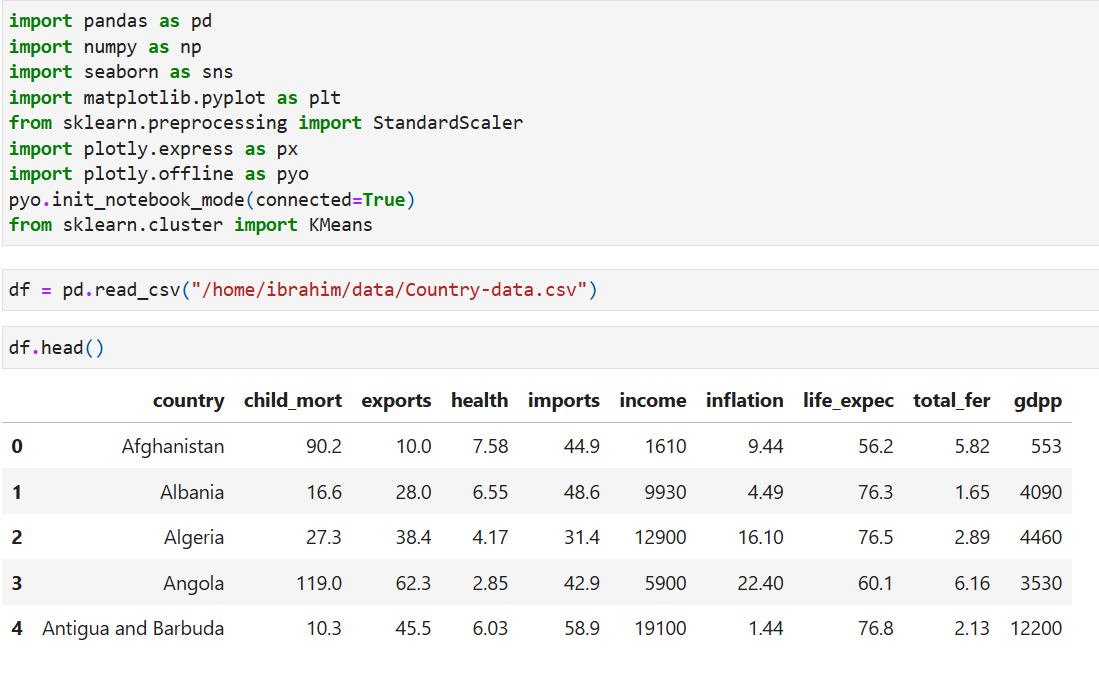 import pandas as pd
import numpy as np
import seaborn as sns
import matplotlib.pyplot as plt
from sklearn.preprocessing import StandardScaler
import plotly.express as px
import plotly.offline as pyo
pyo.init_notebook_mode(connected=True)
from sklearn.cluster import KMeans
df = pd.read_csv("/home/ibrahim/data/Country-data.csv")
df.head()
country child_mort exports health imports income inflation life_expec total_fer gdpp
0 Afghanistan 90.2 10.0 7.58 44.9 1610 9.44 56.2 5.82 553
1 Albania 16.6 28.0 6.55 48.6 9930 4.49 76.3 1.65 4090
2 Algeria 27.3 38.4 4.17 31.4 12900 16.10 76.5 2.89 4460
3 Angola 119.0 62.3 2.85 42.9 5900 22.40 60.1 6.16 3530
4 Antigua and Barbuda 10.3 45.5 6.03 58.9 19100 1.44 76.8 2.13 12200